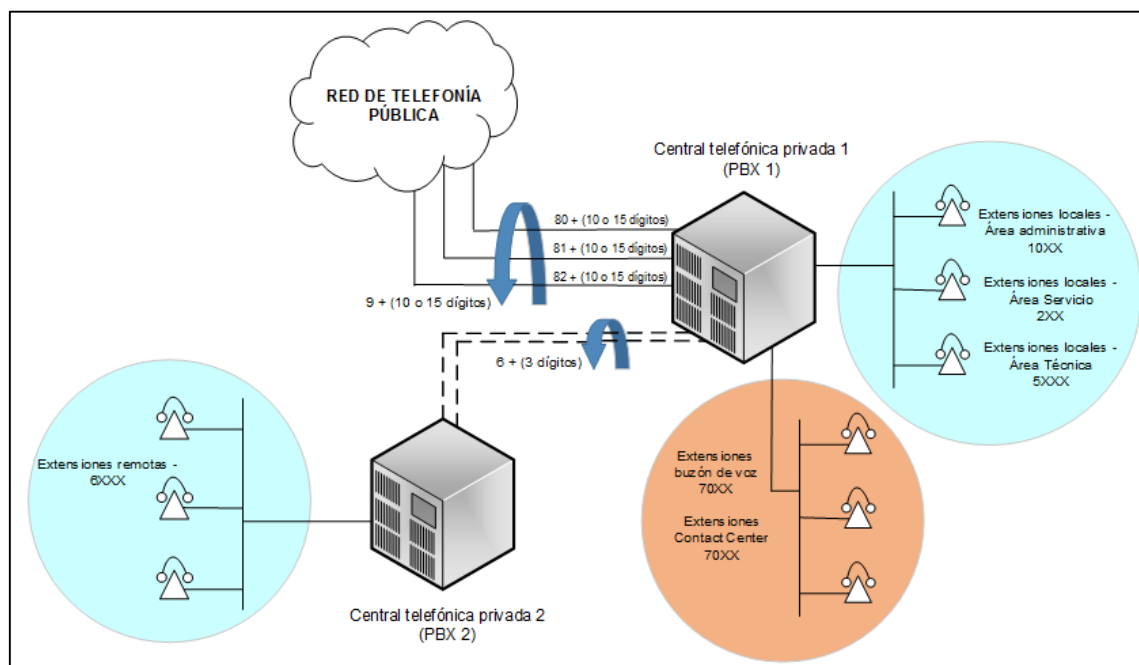 RED DE TELEFONÍA
PÚBLICA
Central telefónica privada 1
(PBX 1)
80 + (10 o 15 dígitos)
81 + (10 o 15 dígitos)
82 + (10 o 15 dígitos)
9 + (10 o 15 dígitos)
6 + (3 dígitos)
Extensiones locales -
Área administrativa
10XX
Extensiones locales -
Área Servicio
2XX
Extensiones locales -
Área Técnica
5XXX
Extensiones remotas -
6XXX
Extensiones
buzón de voz
70XX
Extensiones
Contact Center
70XX
Central telefónica privada 2
(PBX 2)